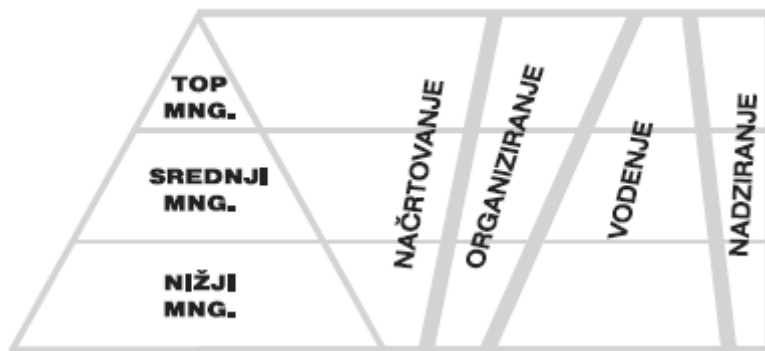 TOP
MNG.
SREDNJI
MNG.
NIŽJI
MNG.
NAČRTOVANJE
ORGANIZIRANJE
VODENJE
NADZIRANJE